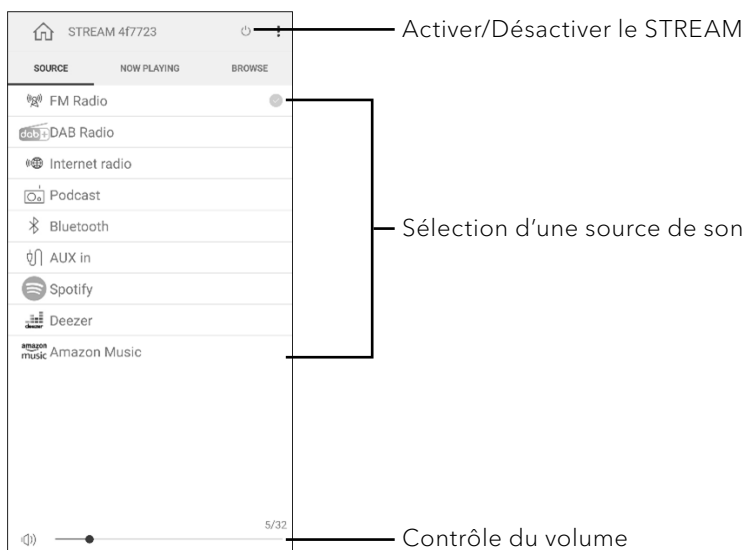 STREAM 4f7723
Activer/Désactiver le STREAM
SOURCE NOW PLAYING BROWSE
FM Radio
dab+ DAB Radio
Internet radio
Podcast
Bluetooth
Sélection d’une source de son
AUX in
Spotify
deezer Deezer
amazon music Amazon Music
5/32
Contrôle du volume